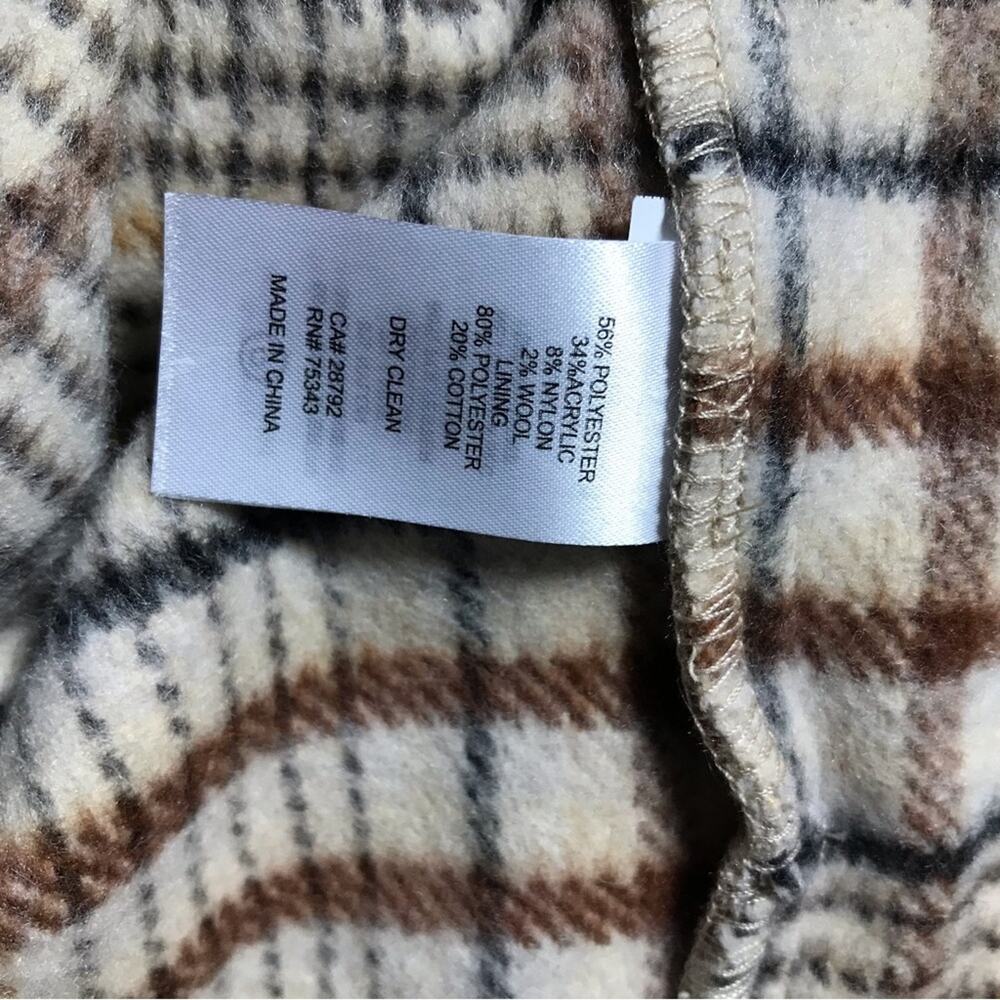 56% POLYESTER
34%ACRYLIC
8% NYLON
2% WOOL
LINING
80% POLYESTER
20% COTTON
DRY CLEAN
CA# 28792
RN# 75343
MADE IN CHINA